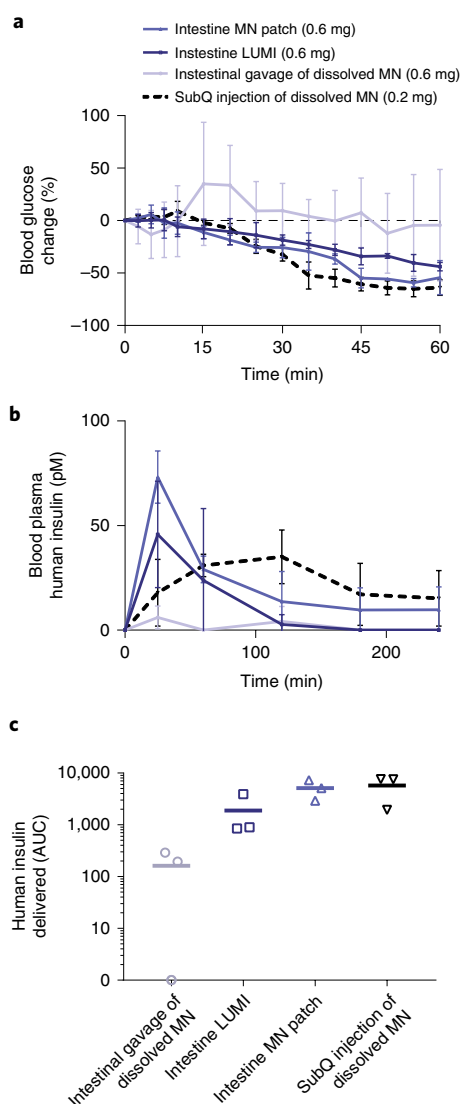 a
Intestine MN patch (0.6 mg)
Instestine LUMI (0.6 mg)
Instestinal gavage of dissolved MN (0.6 mg)
SubQ injection of dissolved MN (0.2 mg)
100
50
0
−50
−100
Blood glucose
change (%)
0
15
30
45
60
Time (min)
b
100
50
0
Blood plasma
human insulin (pM)
0
100
200
Time (min)
c
10,000
1,000
100
10
0
Human insulin
delivered (AUC)
Intestinal gavage of
dissolved MN
Intestine LUMI
Intestine MN patch
SubQ injection of
dissolved MN